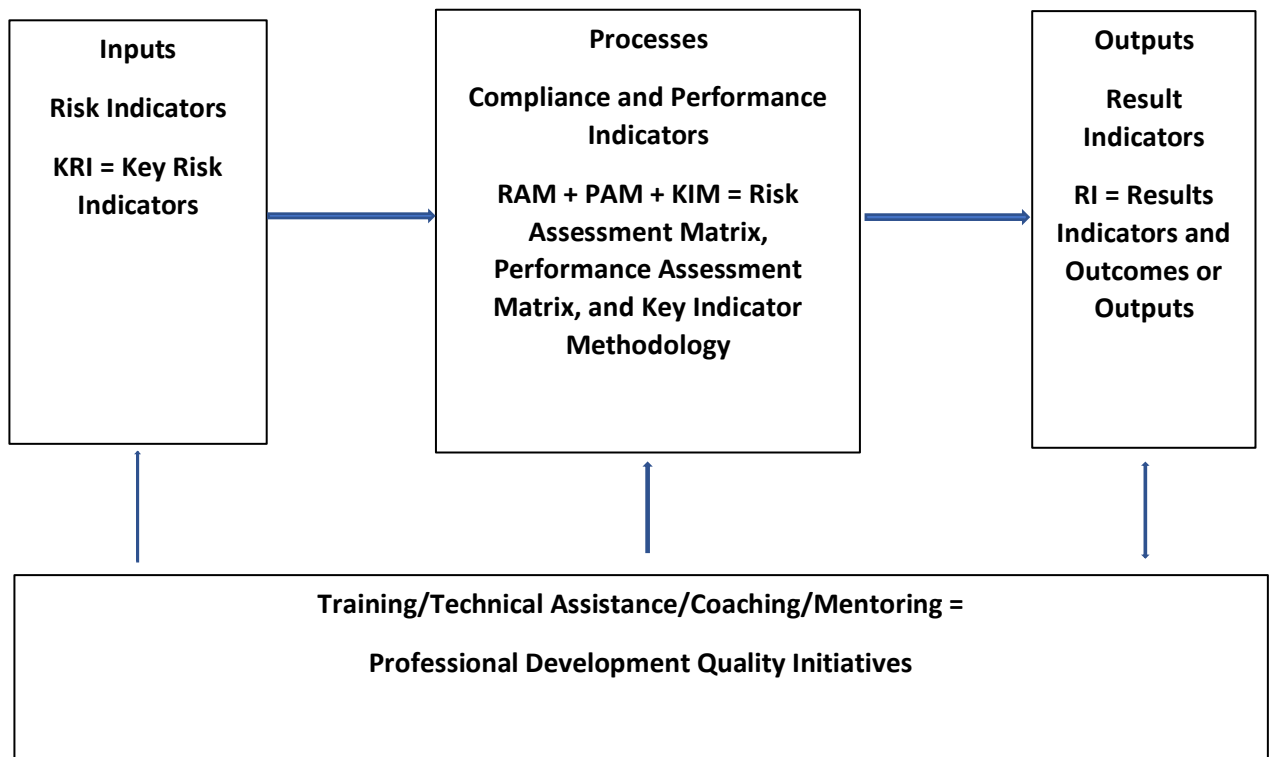 Inputs
Risk Indicators
KRI = Key Risk
Indicators
Processes
Compliance and Performance
Indicators
RAM + PAM + KIM = Risk
Assessment Matrix,
Performance Assessment
Matrix, and Key Indicator
Methodology
Outputs
Result
Indicators
RI = Results
Indicators and
Outcomes or
Outputs
Training/Technical Assistance/Coaching/Mentoring =
Professional Development Quality Initiatives